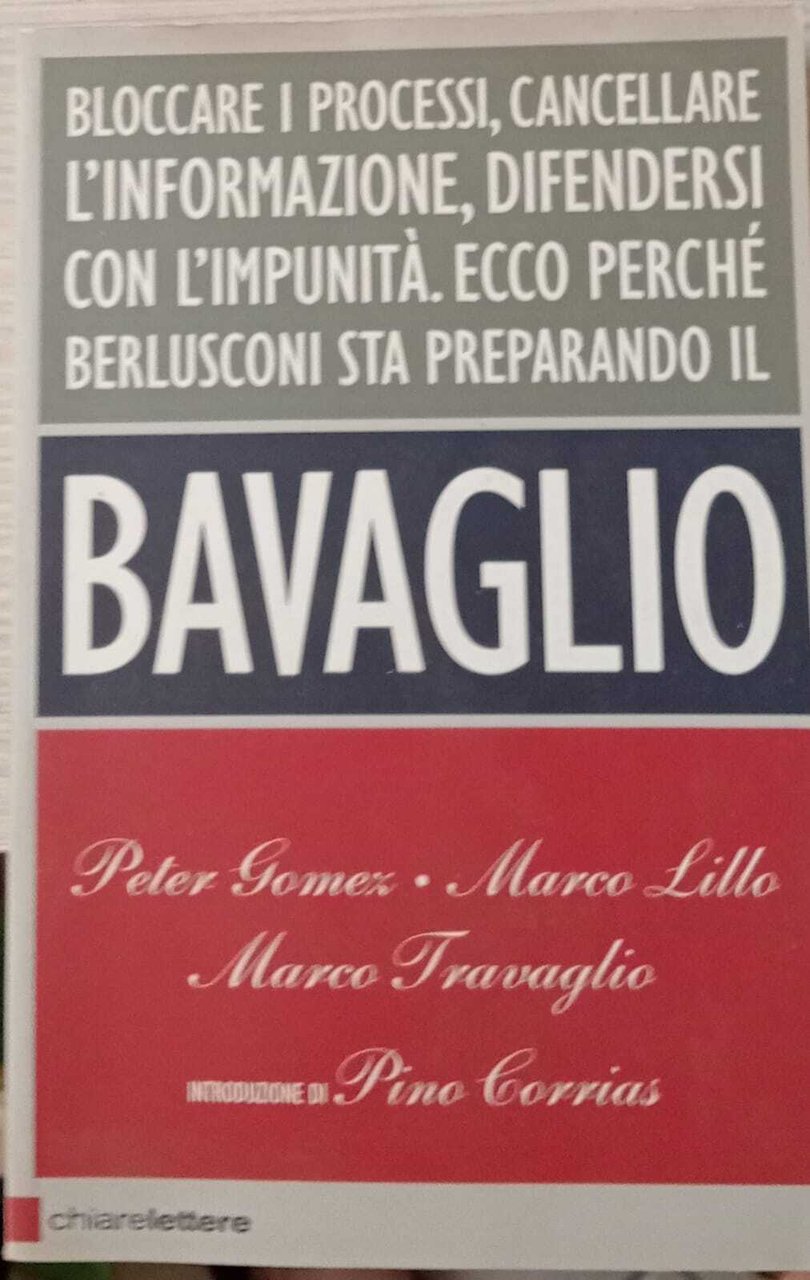 BLOCCARE I PROCESSI, CANCELLARE
L'INFORMAZIONE, DIFENDERSI
CON L'IMPUNITÀ. ECCO PERCHÉ
BERLUSCONI STA PREPARANDO IL
BAVAGLIO
Peter Gomez • Marco Lillo
Marco Travaglio
INTRODUZIONE DI Pino Corrias
chiarelettere